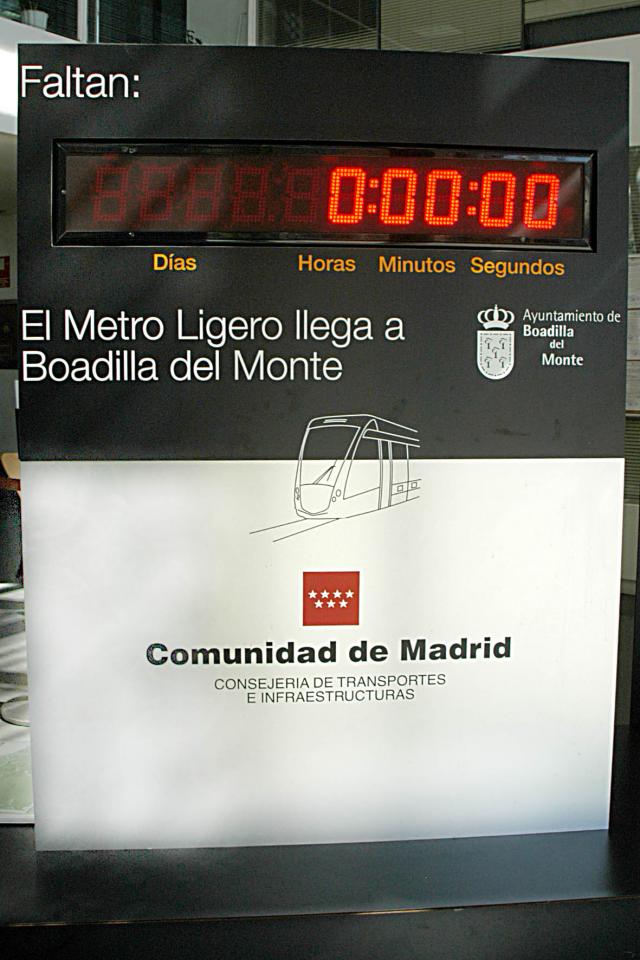 Faltan:
0:00:00
Días Horas Minutos Segundos
El Metro Ligero llega a
Boadilla del Monte
Ayuntamiento de
Boadilla
del
Monte
Comunidad de Madrid
CONSEJERIA DE TRANSPORTES
E INFRAESTRUCTURAS